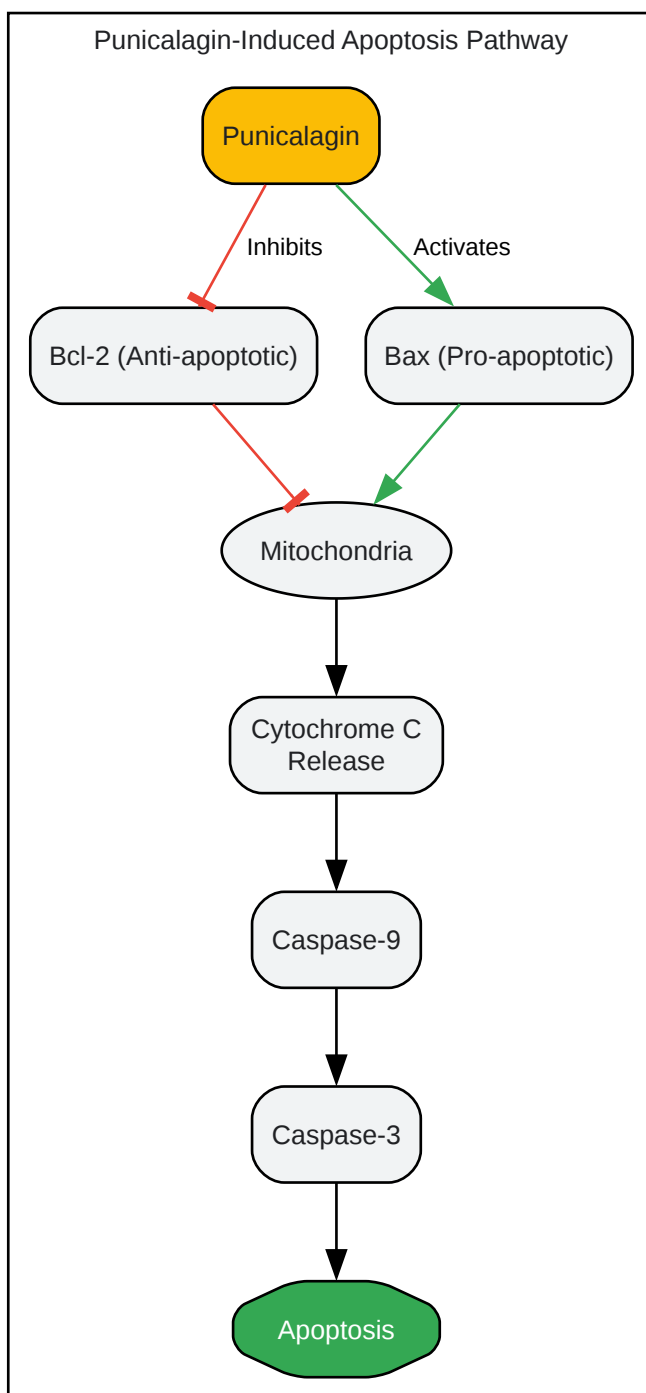 Punicalagin-Induced Apoptosis Pathway
Punicalagin
Inhibits
Activates
Bcl-2 (Anti-apoptotic)
Bax (Pro-apoptotic)
Mitochondria
Cytochrome C
Release
Caspase-9
Caspase-3
Apoptosis